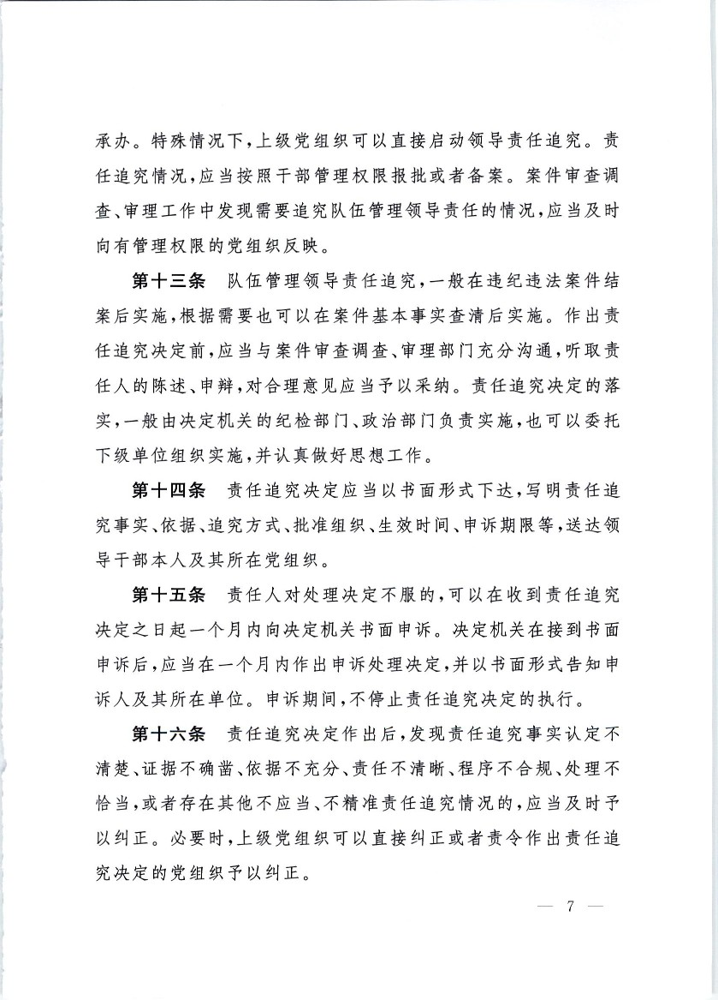 承办。特殊情况下,上级党组织可以直接启动领导责任追究。责
任追究情况,应当按照干部管理权限报批或者备案。案件审查调
查、审理工作中发现需要追究队伍管理领导责任的情况,应当及时
向有管理权限的党组织反映。
第十三条　队伍管理领导责任追究,一般在违纪违法案件结
案后实施,根据需要也可以在案件基本事实查清后实施。作出责
任追究决定前,应当与案件审查调查、审理部门充分沟通,听取责
任人的陈述、申辩,对合理意见应当予以采纳。责任追究决定的落
实,一般由决定机关的纪检部门、政治部门负责实施,也可以委托
下级单位组织实施,并认真做好思想工作。
第十四条　责任追究决定应当以书面形式下达,写明责任追
究事实、依据、追究方式、批准组织、生效时间、申诉期限等,送达领
导干部本人及其所在党组织。
第十五条　责任人对处理决定不服的,可以在收到责任追究
决定之日起一个月内向决定机关书面申诉。决定机关在接到书面
申诉后,应当在一个月内作出申诉处理决定,并以书面形式告知申
诉人及其所在单位。申诉期间,不停止责任追究决定的执行。
第十六条　责任追究决定作出后,发现责任追究事实认定不
清楚、证据不确凿、依据不充分、责任不清晰、程序不合规、处理不
恰当,或者存在其他不应当、不精准责任追究情况的,应当及时予
以纠正。必要时,上级党组织可以直接纠正或者责令作出责任追
究决定的党组织予以纠正。
— 7 —